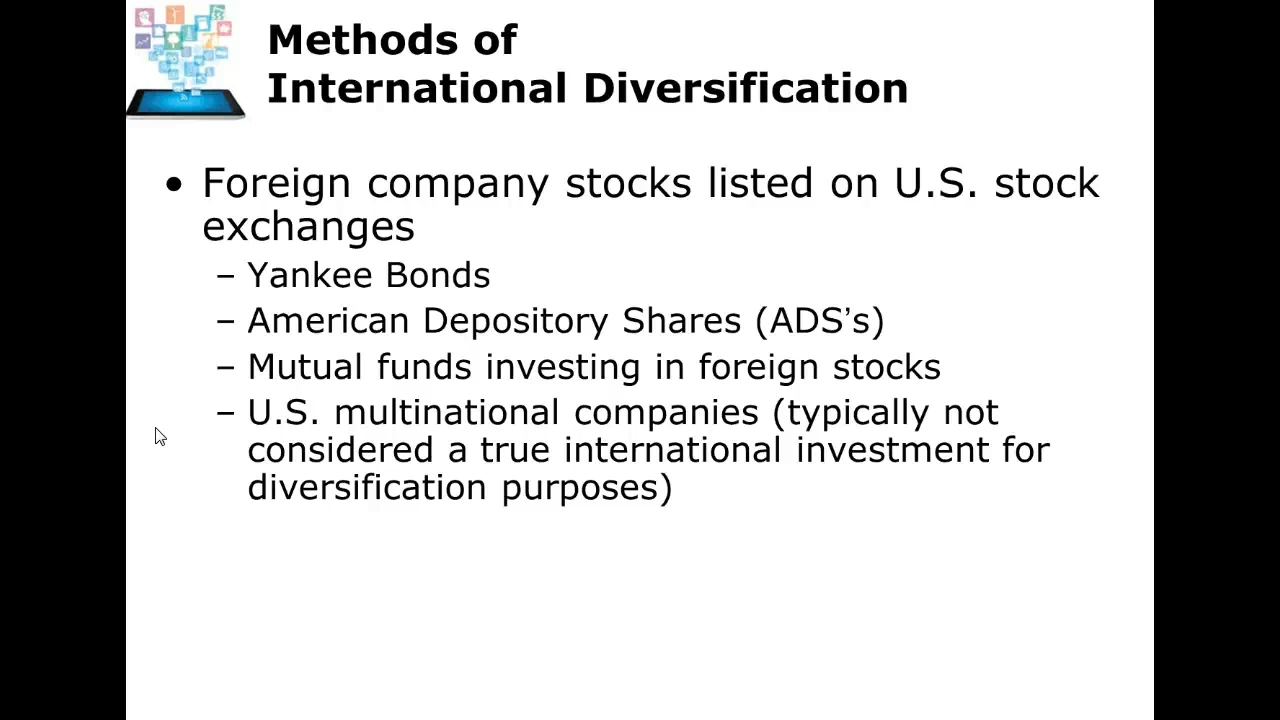 Methods of
International Diversification
• Foreign company stocks listed on U.S. stock
exchanges
– Yankee Bonds
– American Depository Shares (ADS’s)
– Mutual funds investing in foreign stocks
– U.S. multinational companies (typically not
considered a true international investment for
diversification purposes)